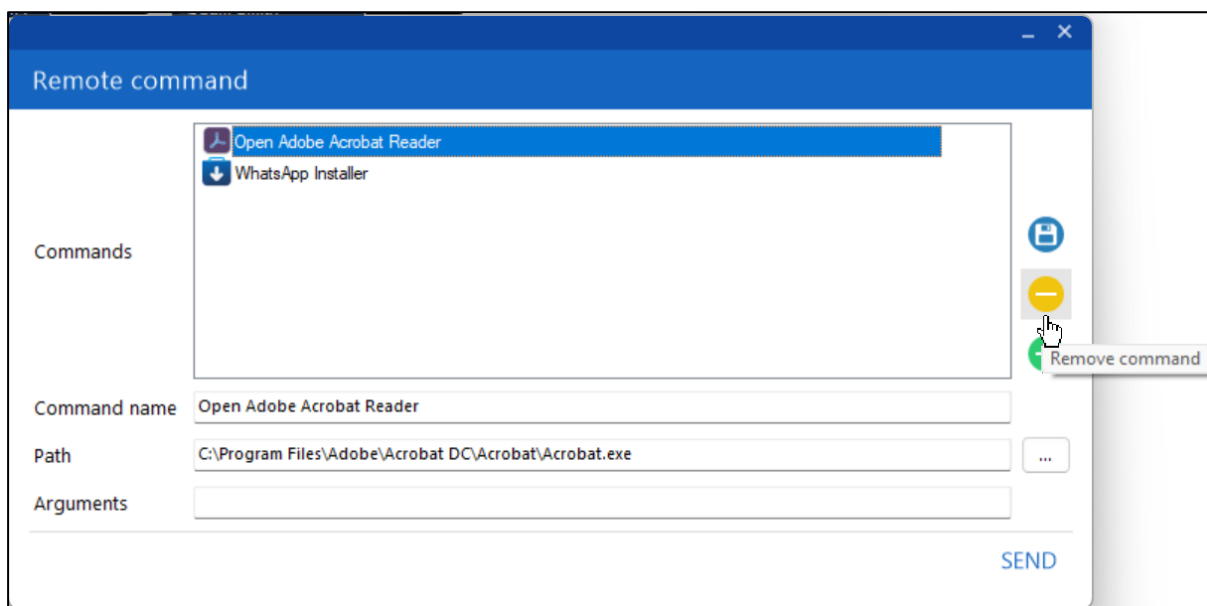 Remote command
Open Adobe Acrobat Reader
WhatsApp Installer
Commands
Remove command
Command name Open Adobe Acrobat Reader
Path C:\Program Files\Adobe\Acrobat DC\Acrobat\Acrobat.exe ...
Arguments
SEND